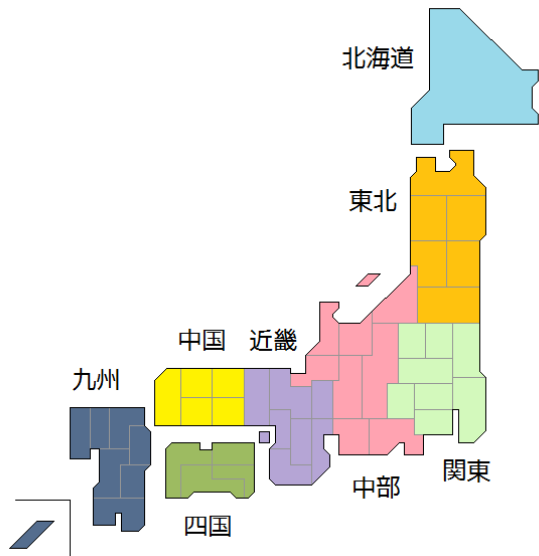 北海道
東北
中国
近畿
九州
関東
中部
四国